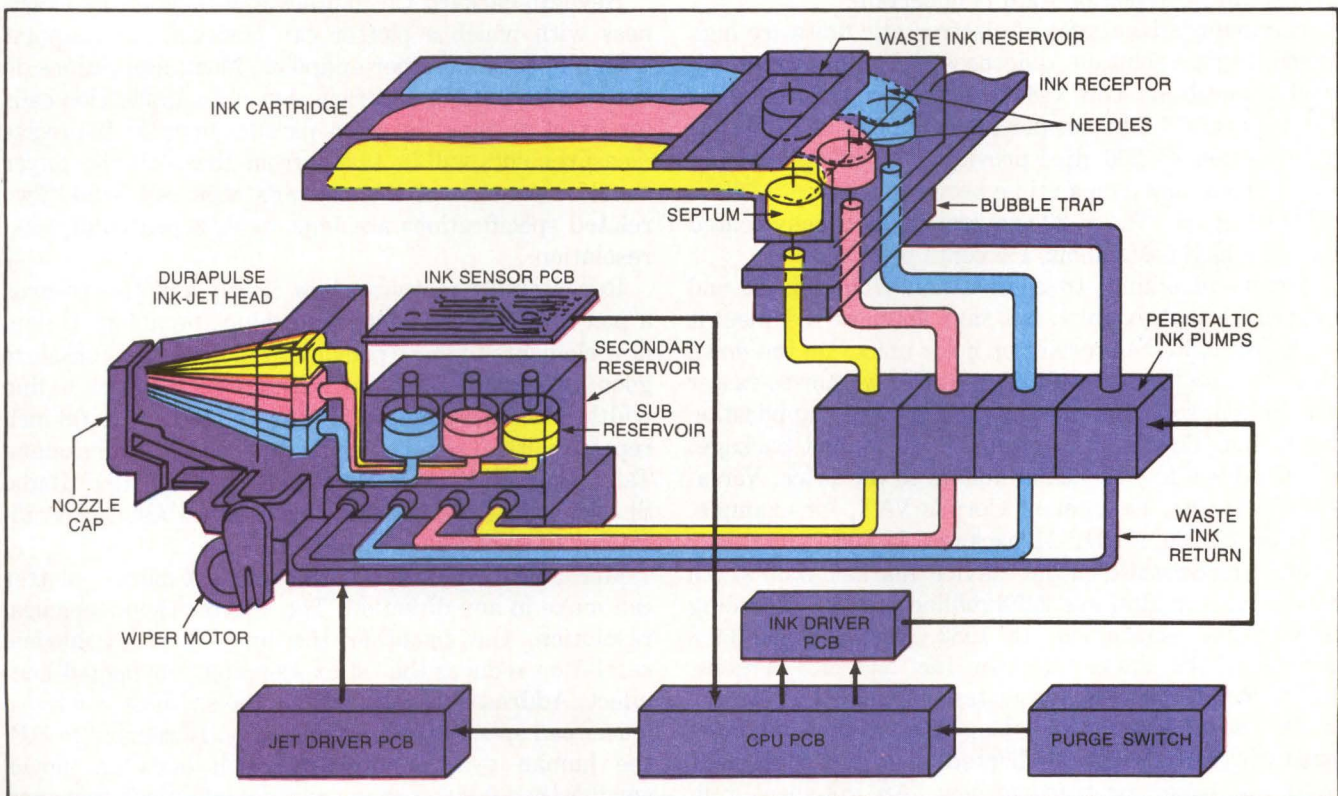 WASTE INK RESERVOIR
INK CARTRIDGE
INK RECEPTOR
NEEDLES
SEPTUM
BUBBLE TRAP
DURAPULSE
INK-JET HEAD
INK SENSOR PCB
SECONDARY
RESERVOIR
SUB
RESERVOIR
PERISTALTIC
INK PUMPS
NOZZLE
CAP
WASTE
INK
RETURN
WIPER MOTOR
INK DRIVER
PCB
JET DRIVER PCB
CPU PCB
PURGE SWITCH